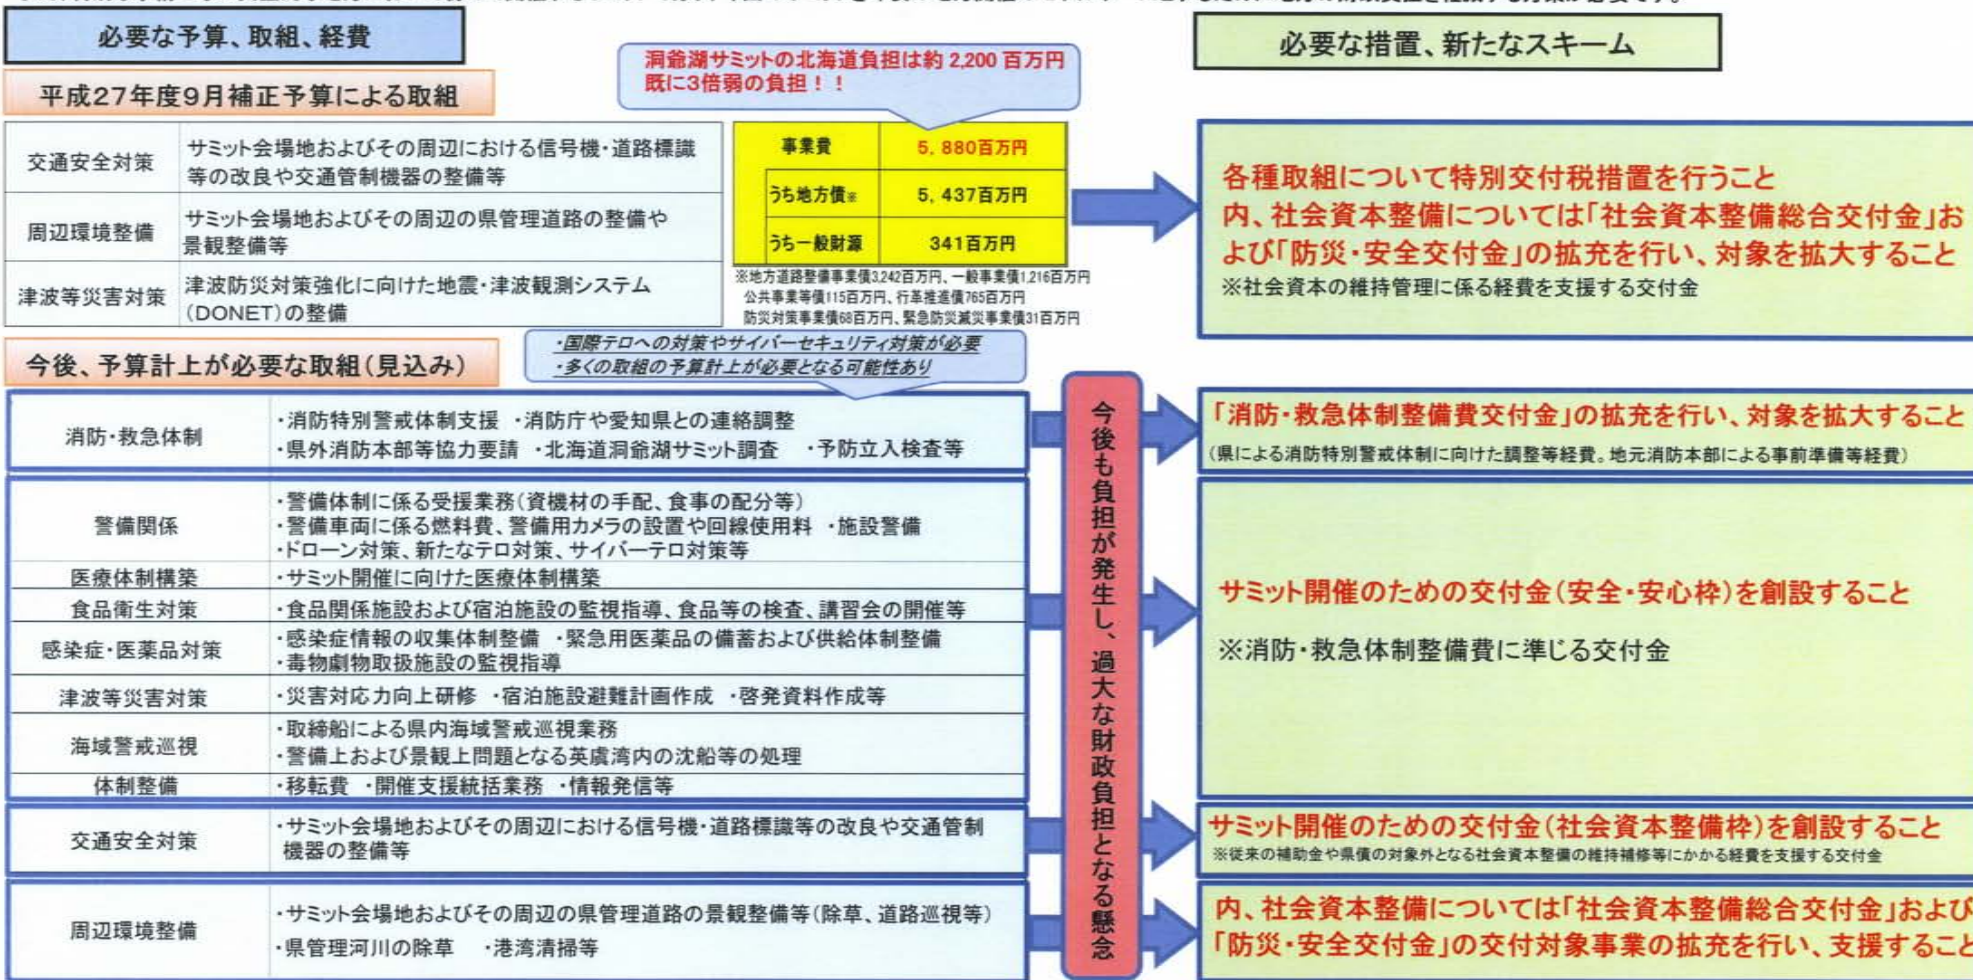 必要な予算、取組、経費
必要な措置、新たなスキーム
洞爺湖サミットの北海道負担は約 2,200 百万円
既に3倍弱の負担！！
平成27年度9月補正予算による取組
交通安全対策
サミット会場地およびその周辺における信号機・道路標識
等の改良や交通管制機器の整備等
周辺環境整備
サミット会場地およびその周辺の県管理道路の整備や
景観整備等
津波等災害対策
津波防災対策強化に向けた地震・津波観測システム
(DONET)の整備
事業費 5,880百万円
うち地方債※ 5,437百万円
うち一般財源 341百万円
※地方道路整備事業債3,242百万円、一般事業債1,216百万円
公共事業等債115百万円、行革推進債765百万円
防災対策事業債68百万円、緊急防災減災事業債31百万円
各種取組について特別交付税措置を行うこと
内、社会資本整備については「社会資本整備総合交付金」お
よび「防災・安全交付金」の拡充を行い、対象を拡大すること
※社会資本の維持管理に係る経費を支援する交付金
今後、予算計上が必要な取組(見込み)
・国際テロへの対策やサイバーセキュリティ対策が必要
・多くの取組の予算計上が必要となる可能性あり
消防・救急体制
・消防特別警戒体制支援 ・消防庁や愛知県との連絡調整
・県外消防本部等協力要請 ・北海道洞爺湖サミット調査 ・予防立入検査等
警備関係
・警備体制に係る受援業務(資機材の手配、食事の配分等)
・警備車両に係る燃料費、警備用カメラの設置や回線使用料 ・施設警備
・ドローン対策、新たなテロ対策、サイバーテロ対策等
医療体制構築
・サミット開催に向けた医療体制構築
食品衛生対策
・食品関係施設および宿泊施設の監視指導、食品等の検査、講習会の開催等
感染症・医薬品対策
・感染症情報の収集体制整備 ・緊急用医薬品の備蓄および供給体制整備
・毒物劇物取扱施設の監視指導
津波等災害対策
・災害対応力向上研修 ・宿泊施設避難計画作成 ・啓発資料作成等
海域警戒巡視
・取締船による県内海域警戒巡視業務
・警備上および景観上問題となる英虞湾内の沈船等の処理
体制整備
・移転費 ・開催支援統括業務 ・情報発信等
交通安全対策
・サミット会場地およびその周辺における信号機・道路標識等の改良や交通管制
機器の整備等
周辺環境整備
・サミット会場地およびその周辺の県管理道路の景観整備等(除草、道路巡視等)
・県管理河川の除草 ・港湾清掃等
今後も負担が発生し、過大な財政負担となる懸念
「消防・救急体制整備費交付金」の拡充を行い、対象を拡大すること
(県による消防特別警戒体制に向けた調整等経費。地元消防本部による事前準備等経費)
サミット開催のための交付金(安全・安心枠)を創設すること
※消防・救急体制整備費に準じる交付金
サミット開催のための交付金(社会資本整備枠)を創設すること
※従来の補助金や県債の対象外となる社会資本整備の維持補修等にかかる経費を支援する交付金
内、社会資本整備については「社会資本整備総合交付金」および
「防災・安全交付金」の交付対象事業の拡充を行い、支援すること